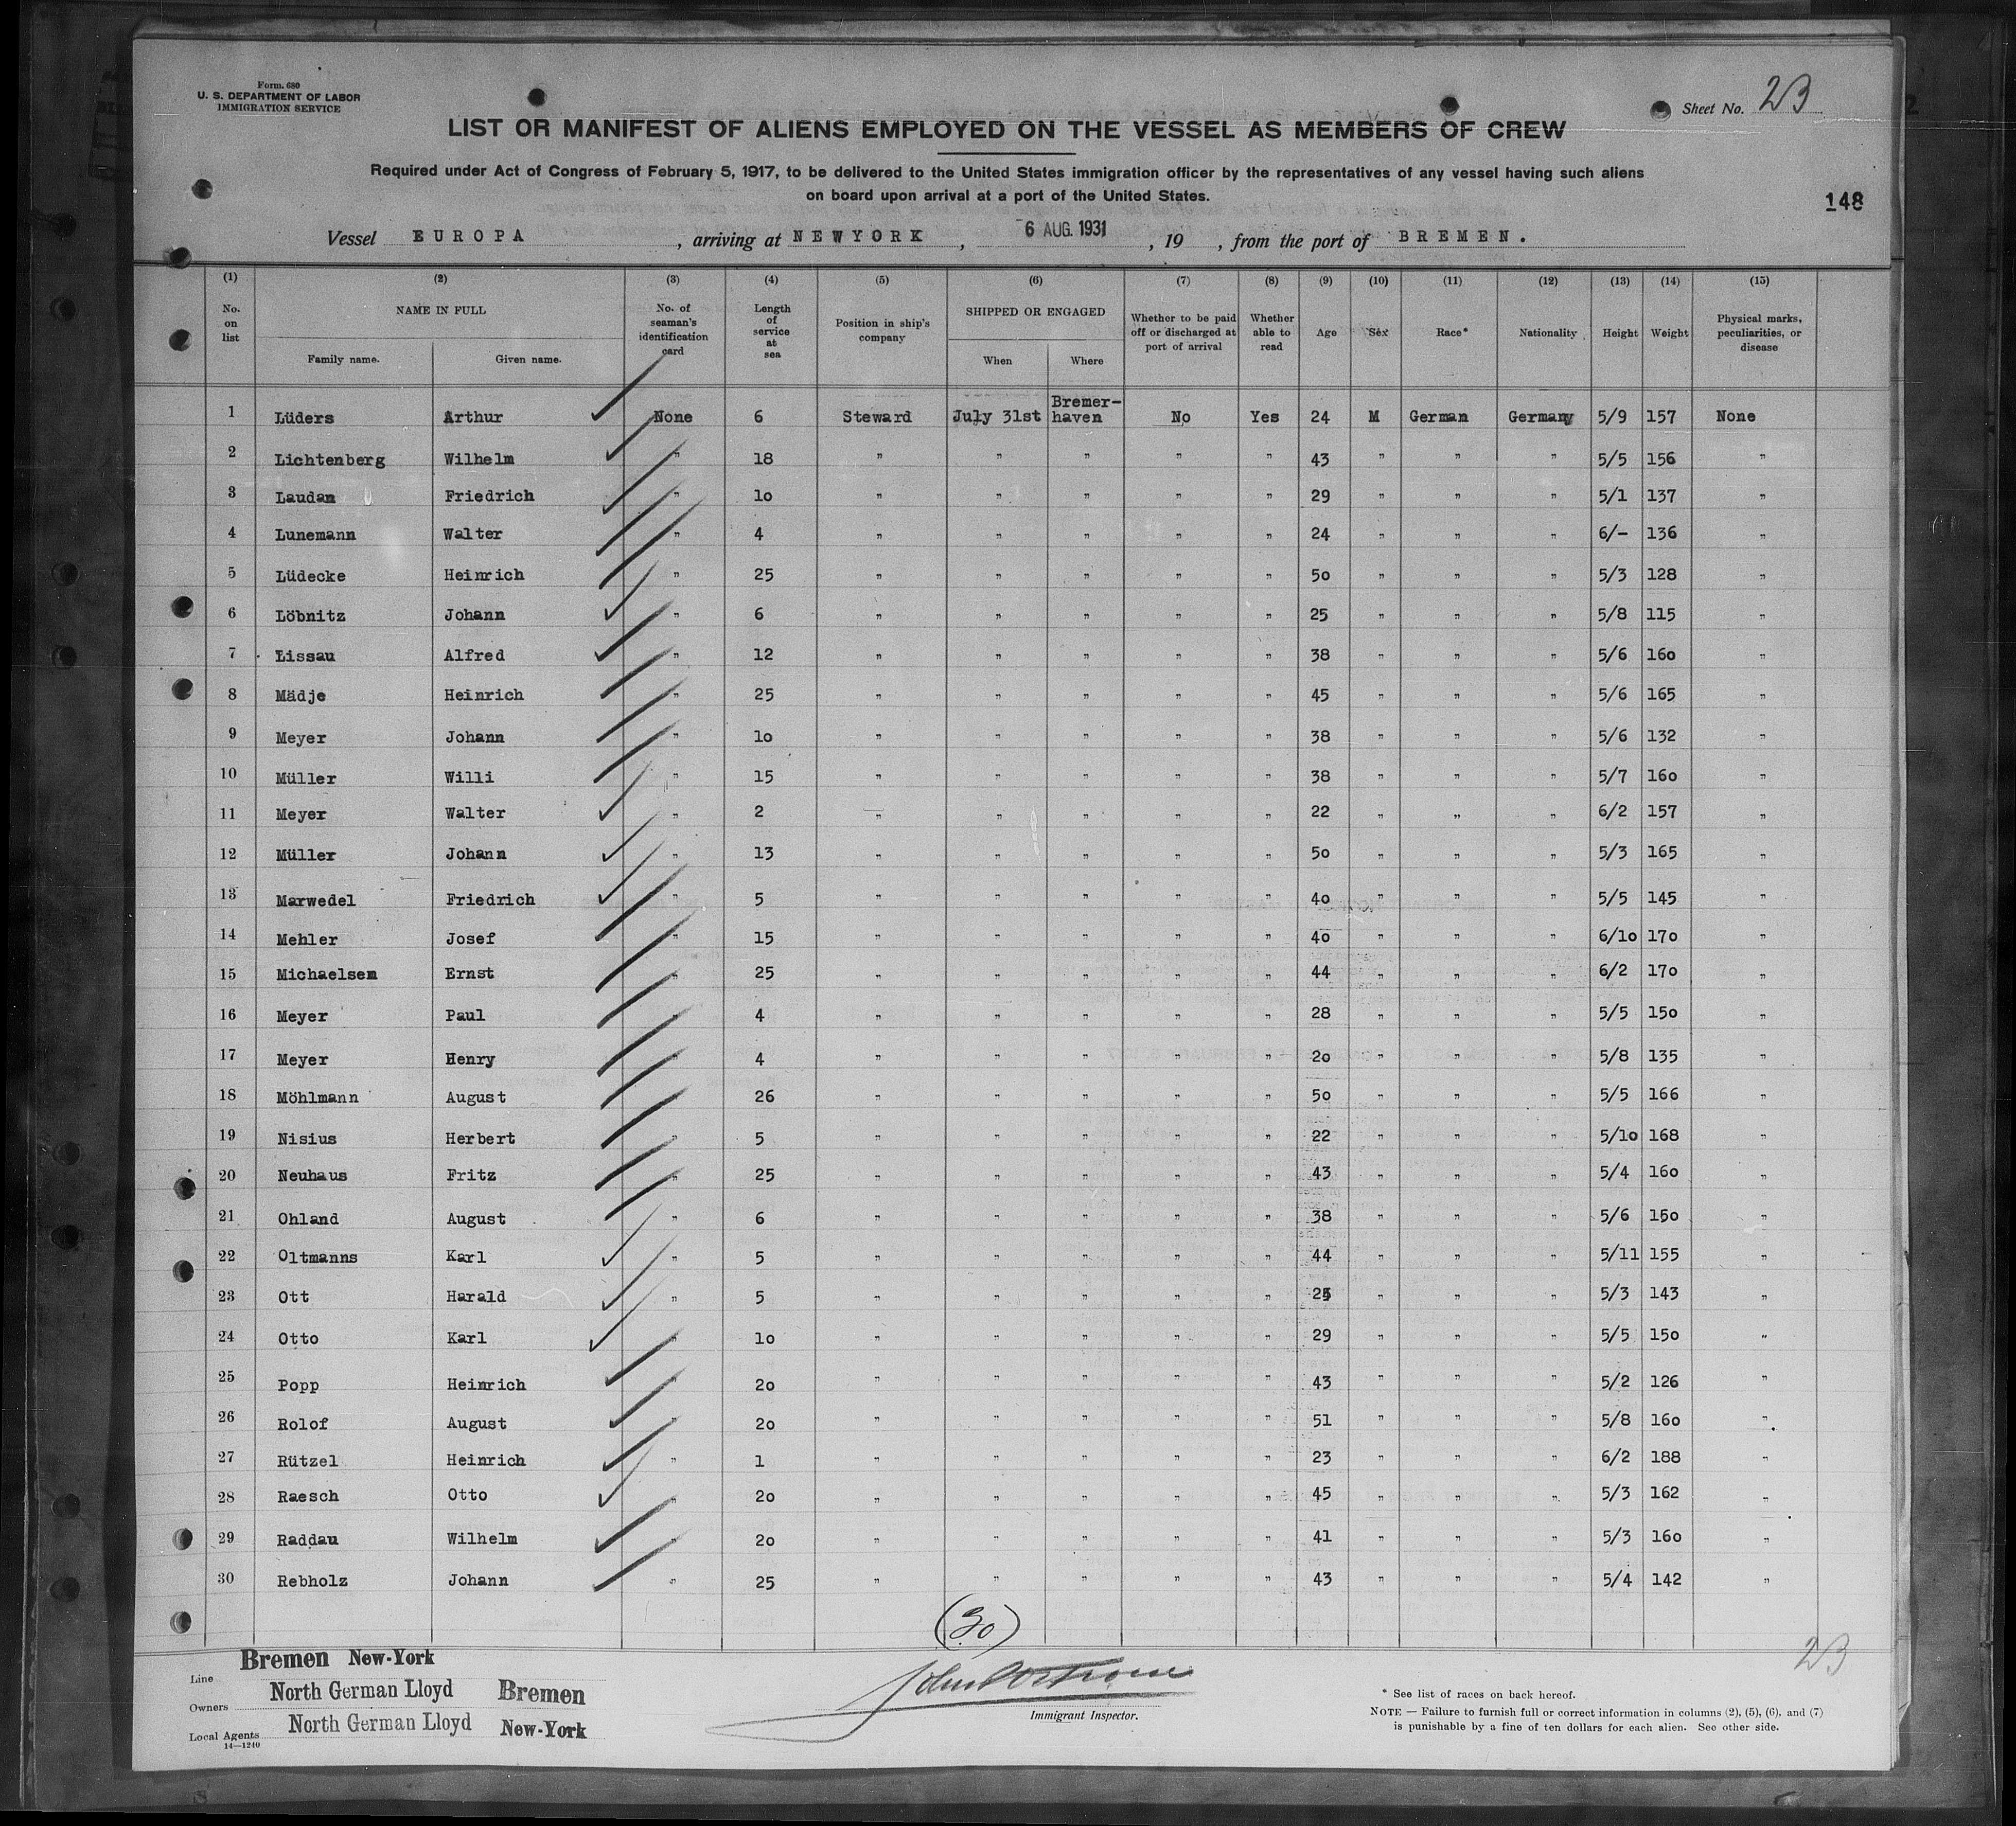 Form 680
U. S. DEPARTMENT OF LABOR
IMMIGRATION SERVICE
Sheet No. 2B
LIST OR MANIFEST OF ALIENS EMPLOYED ON THE VESSEL AS MEMBERS OF CREW
Required under Act of Congress of February 5, 1917, to be delivered to the United States immigration officer by the representatives of any vessel having such aliens
on board upon arrival at a port of the United States.
148
Vessel EUROPA, arriving at NEWYORK, 6 AUG. 1931, 19 , from the port of BREMEN.
(1) (2) (3) (4) (5) (6) (7) (8) (9) (10) (11) (12) (13) (14) (15)
No. on list NAME IN FULL Family name. Given name. No. of seaman's identification card Length of service at sea Position in ship's company SHIPPED OR ENGAGED When Where Whether to be paid off or discharged at port of arrival Whether able to read Age Sex Race* Nationality Height Weight Physical marks, peculiarities, or disease
1 Lüders Arthur None 6 Steward July 31st Bremer-haven No Yes 24 M German Germany 5/9 157 None
2 Lichtenberg Wilhelm " 18 " " " " " 43 " " " 5/5 156 "
3 Laudan Friedrich " 10 " " " " " 29 " " " 5/1 137 "
4 Lunemann Walter " 4 " " " " " 24 " " " 6/- 136 "
5 Lüdecke Heinrich " 25 " " " " " 50 " " " 5/3 128 "
6 Löbnitz Johann " 6 " " " " " 25 " " " 5/8 115 "
7 Lissau Alfred " 12 " " " " " 38 " " " 5/6 160 "
8 Mädje Heinrich " 25 " " " " " 45 " " " 5/6 165 "
9 Meyer Johann " 10 " " " " " 38 " " " 5/6 132 "
10 Müller Willi " 15 " " " " " 38 " " " 5/7 160 "
11 Meyer Walter " 2 " " " " " 22 " " " 6/2 157 "
12 Müller Johann " 13 " " " " " 50 " " " 5/3 165 "
13 Marwedel Friedrich " 5 " " " " " 40 " " " 5/5 145 "
14 Mehler Josef " 15 " " " " " 40 " " " 6/10 170 "
15 Michaelsen Ernst " 25 " " " " " 44 " " " 6/2 170 "
16 Meyer Paul " 4 " " " " " 28 " " " 5/5 150 "
17 Meyer Henry " 4 " " " " " 20 " " " 5/8 135 "
18 Möhlmann August " 26 " " " " " 50 " " " 5/5 166 "
19 Nisius Herbert " 5 " " " " " 22 " " " 5/10 168 "
20 Neuhaus Fritz " 25 " " " " " 43 " " " 5/4 160 "
21 Ohland August " 6 " " " " " 38 " " " 5/6 150 "
22 Oltmanns Karl " 5 " " " " " 44 " " " 5/11 155 "
23 Ott Harald " 5 " " " " " " " " 5/3 143 "
24 Otto Karl " 10 " " " " " 29 " " " 5/5 150 "
25 Popp Heinrich " 20 " " " " " 43 " " " 5/2 126 "
26 Rolof August " 20 " " " " " 51 " " " 5/8 160 "
27 Rützel Heinrich " 1 " " " " " 23 " " " 6/2 188 "
28 Raesch Otto " 20 " " " " " 45 " " " 5/3 162 "
29 Raddau Wilhelm " 20 " " " " " 41 " " " 5/3 160 "
30 Rebholz Johann " 25 " " " " " 43 " " " 5/4 142 "
(30)
2B
Line Bremen New-York
Owners North German Lloyd Bremen
Local Agents North German Lloyd New-York
14—1240
Immigrant Inspector.
* See list of races on back hereof.
NOTE — Failure to furnish full or correct information in columns (2), (5), (6), and (7)
is punishable by a fine of ten dollars for each alien. See other side.